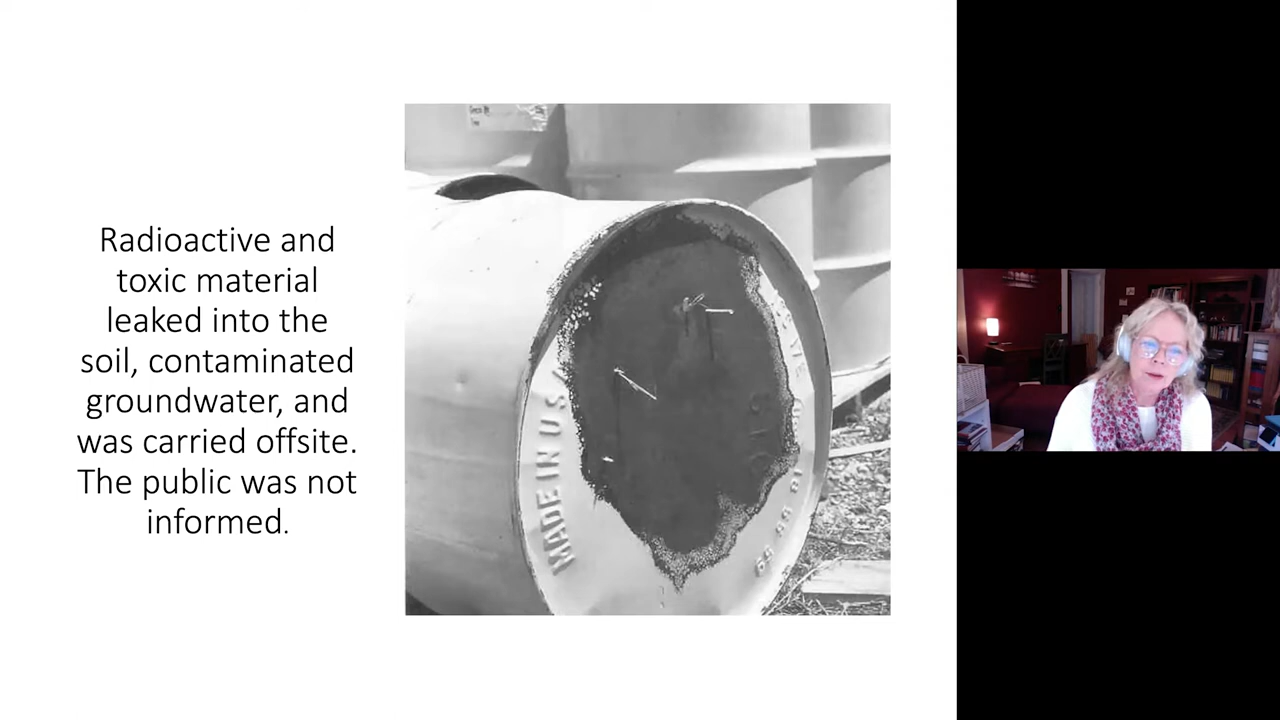 Radioactive and
toxic material
leaked into the
soil, contaminated
groundwater, and
was carried offsite.
The public was not
informed.
MADE IN U S A